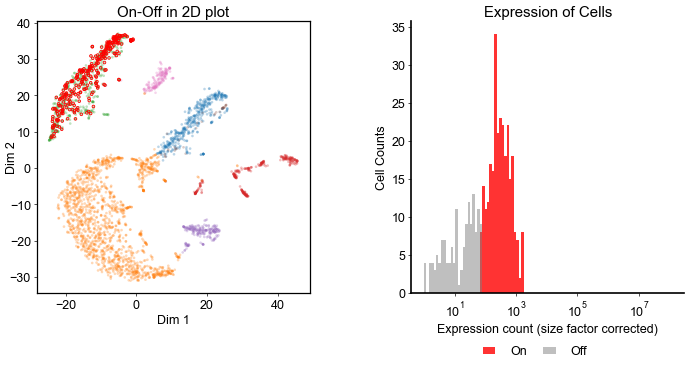 On-Off in 2D plot
40
30
20
10
0
−10
−20
−30
Dim 2
−20 0 20 40
Dim 1
Expression of Cells
35
30
25
20
15
10
5
0
Cell Counts
10^1 10^3 10^5 10^7
Expression count (size factor corrected)
On Off